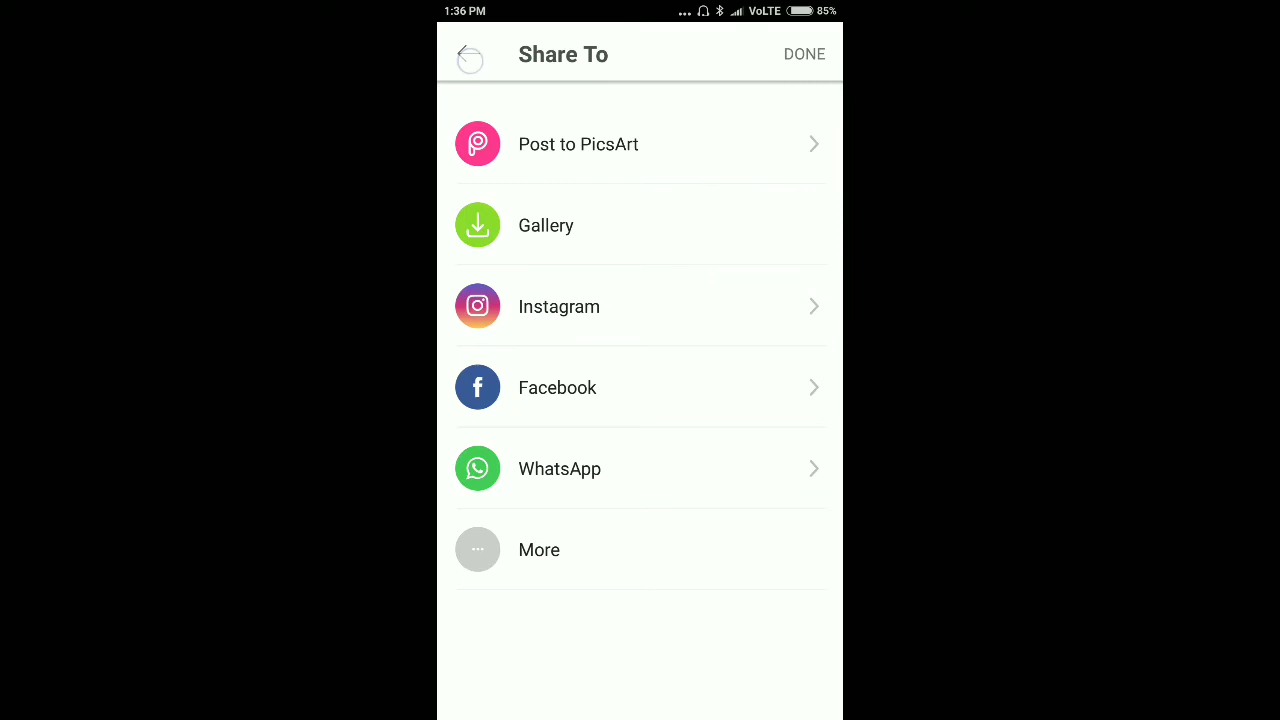 1:36 PM VoLTE 85%
Share To DONE
Post to PicsArt
Gallery
Instagram
Facebook
WhatsApp
More